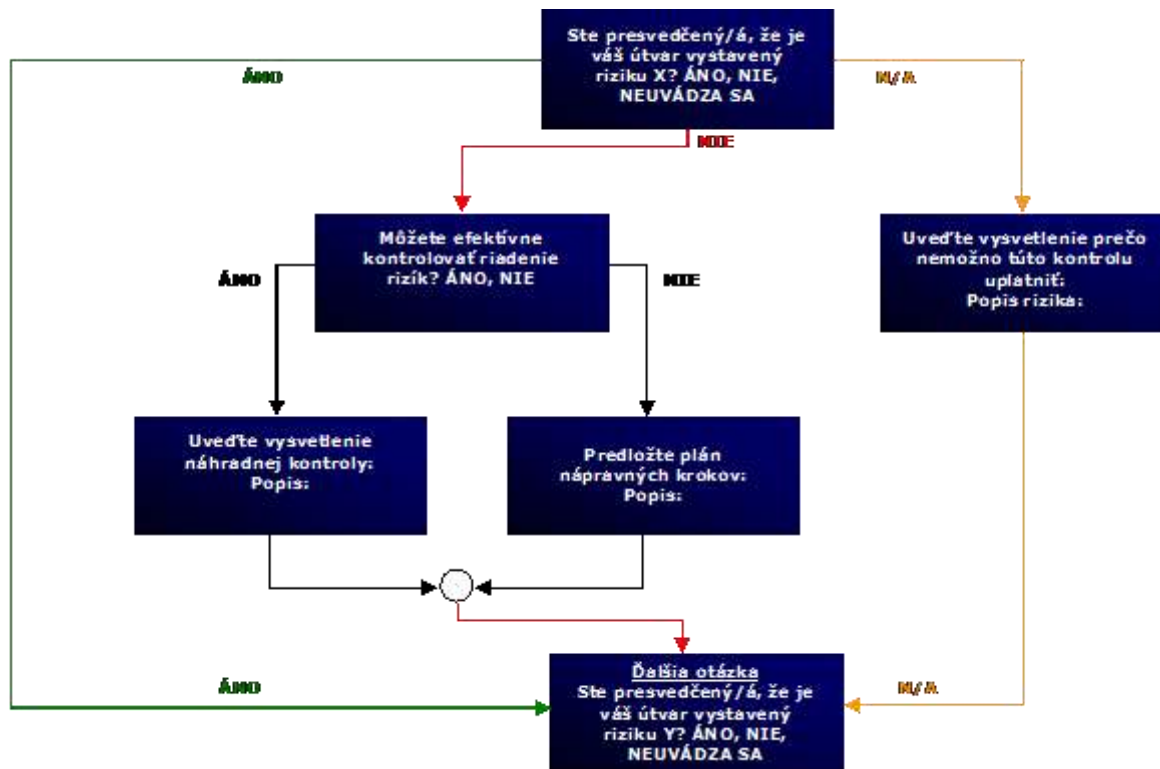 Ste presvedčený/á, že je
váš útvar vystavený
riziku X? ÁNO, NIE,
NEUVÁDZA SA
ÁNO
N/A
NIE
Môžete efektívne
kontrolovať riadenie
rizík? ÁNO, NIE
Uveďte vysvetlenie prečo
nemožno túto kontrolu
uplatniť:
Popis rizika:
ÁNO
NIE
Uveďte vysvetlenie
náhradnej kontroly:
Popis:
Predložte plán
nápravných krokov:
Popis:
Ďalšia otázka
Ste presvedčený/á, že je
váš útvar vystavený
riziku Y? ÁNO, NIE,
NEUVÁDZA SA
ÁNO
N/A